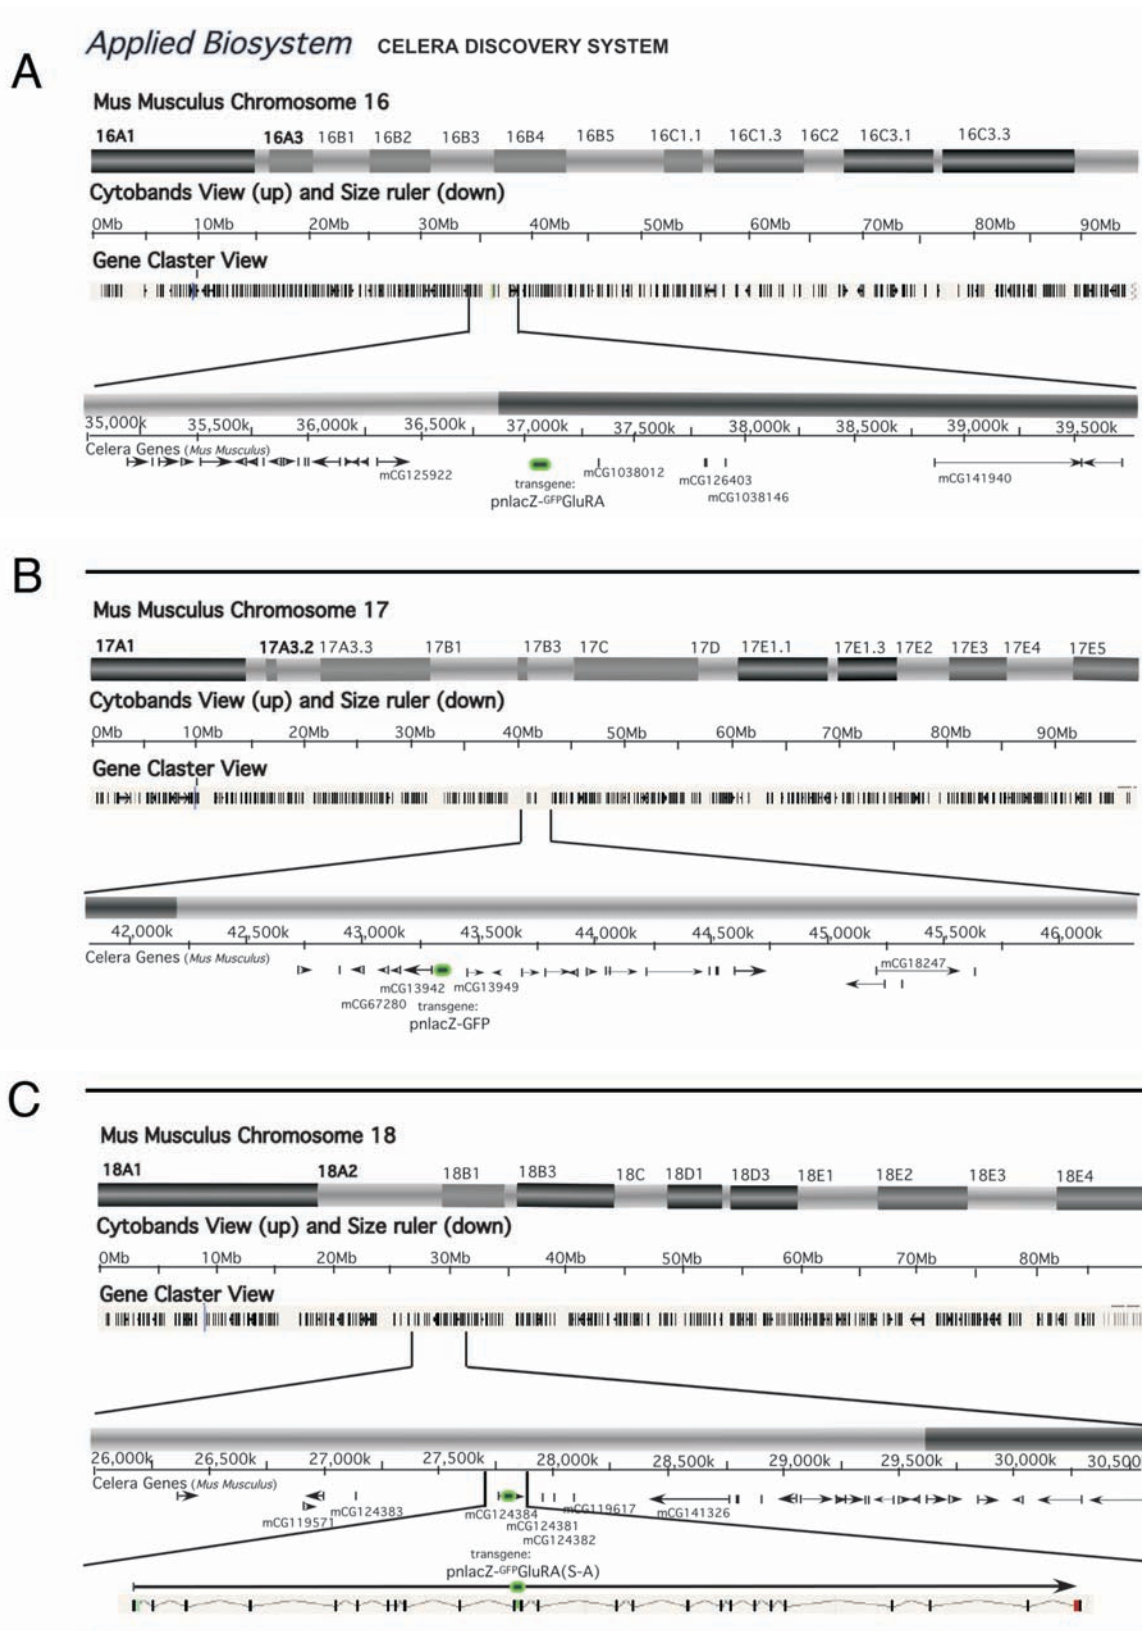 Applied Biosystem CELERA DISCOVERY SYSTEM
A
Mus Musculus Chromosome 16
16A1 16A3 16B1 16B2 16B3 16B4 16B5 16C1.1 16C1.3 16C2 16C3.1 16C3.3
Cytobands View (up) and Size ruler (down)
0Mb 10Mb 20Mb 30Mb 40Mb 50Mb 60Mb 70Mb 80Mb 90Mb
Gene Claster View
35,000k 35,500k 36,000k 36,500k 37,000k 37,500k 38,000k 38,500k 39,000k 39,500k
Celera Genes (Mus Musculus)
mCG125922 mCG1038012 mCG126403 mCG141940
transgene: mCG1038146
pnlacZ-GFPGluRA
B
Mus Musculus Chromosome 17
17A1 17A3.2 17A3.3 17B1 17B3 17C 17D 17E1.1 17E1.3 17E2 17E3 17E4 17E5
Cytobands View (up) and Size ruler (down)
0Mb 10Mb 20Mb 30Mb 40Mb 50Mb 60Mb 70Mb 80Mb 90Mb
Gene Claster View
42,000k 42,500k 43,000k 43,500k 44,000k 44,500k 45,000k 45,500k 46,000k
Celera Genes (Mus Musculus)
mCG18247
mCG13942 mCG13949
mCG67280 transgene:
pnlacZ-GFP
C
Mus Musculus Chromosome 18
18A1 18A2 18B1 18B3 18C 18D1 18D3 18E1 18E2 18E3 18E4
Cytobands View (up) and Size ruler (down)
0Mb 10Mb 20Mb 30Mb 40Mb 50Mb 60Mb 70Mb 80Mb
Gene Claster View
26,000k 26,500k 27,000k 27,500k 28,000k 28,500k 29,000k 29,500k 30,000k 30,500
Celera Genes (Mus Musculus)
mCG119571 mCG124383 mCG124384 mCG119617 mCG141326
mCG124381
mCG124382
transgene:
pnlacZ-GFPGluRA(S-A)